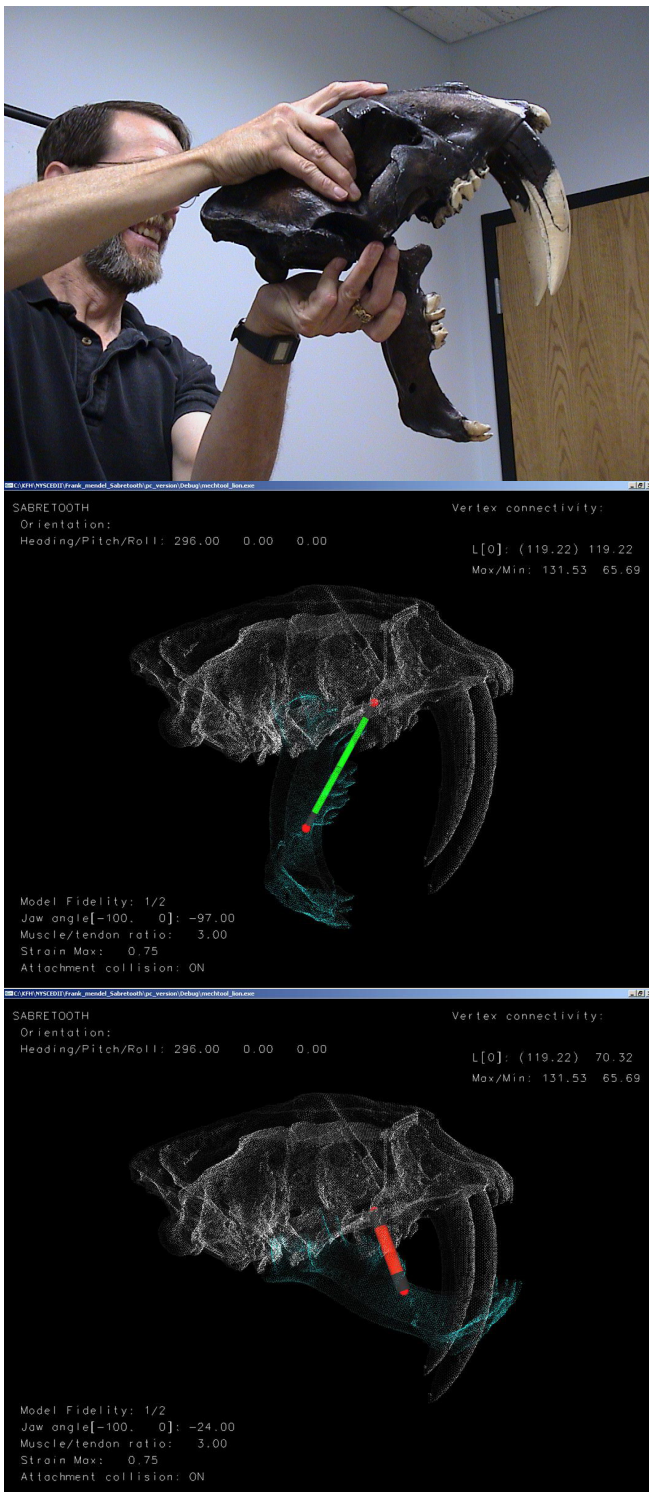 C:\KFH\NYSCEDII\Frank_mendel_Sabretooth\pc_version\Debug\mechtool_lion.exe
SABRETOOTH
Vertex connectivity:
Orientation:
Heading/Pitch/Roll: 296.00 0.00 0.00
L[0]: (119.22) 119.22
Max/Min: 131.53 65.69
Model Fidelity: 1/2
Jaw angle[-100, 0]: -97.00
Muscle/tendon ratio: 3.00
Strain Max: 0.75
Attachment collision: ON
C:\KFH\NYSCEDII\Frank_mendel_Sabretooth\pc_version\Debug\mechtool_lion.exe
SABRETOOTH
Vertex connectivity:
Orientation:
Heading/Pitch/Roll: 296.00 0.00 0.00
L[0]: (119.22) 70.32
Max/Min: 131.53 65.69
Model Fidelity: 1/2
Jaw angle[-100, 0]: -24.00
Muscle/tendon ratio: 3.00
Strain Max: 0.75
Attachment collision: ON